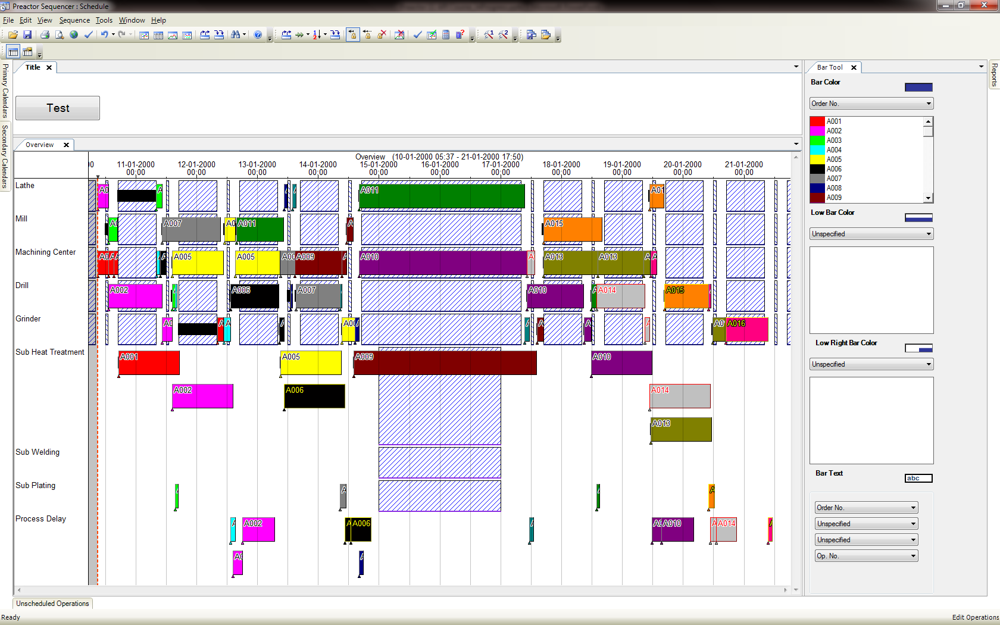 Preactor Sequencer : Schedule
File Edit View Sequence Tools Window Help
Primary Calendars
Secondary Calendars
Title
Test
Overview
Overview (10-01-2000 05:37 - 21-01-2000 17:50)
00 11-01-2000 12-01-2000 13-01-2000 14-01-2000 15-01-2000 16-01-2000 17-01-2000 18-01-2000 19-01-2000 20-01-2000 21-01-2000
00:00 00:00 00:00 00:00 00:00 00:00 00:00 00:00 00:00 00:00 00:00
Lathe
A0 A A A011 A01
Mill
A A007 A0 A011 A A015
Machining Center
A0 A A A A A005 A005 A00 A009 A A010 A A013 A013 A A
Drill
A002 A A006 A007 A010 A A014 A015
Grinder
A0 A A A A00 A A A A A A0 A016
Sub Heat Treatment
A001 A005 A009 A010
A002 A006 A014
A013
Sub Welding
Sub Plating
A A A
Process Delay
A A002 A A006 A A0 A010 A A014 A
A0 A
Unscheduled Operations
Ready
Bar Tool
Bar Color
Order No.
A001
A002
A003
A004
A005
A006
A007
A008
A009
Low Bar Color
Unspecified
Low Right Bar Color
Unspecified
Bar Text
abc
Order No.
Unspecified
Unspecified
Op. No.
Reports
Edit Operations